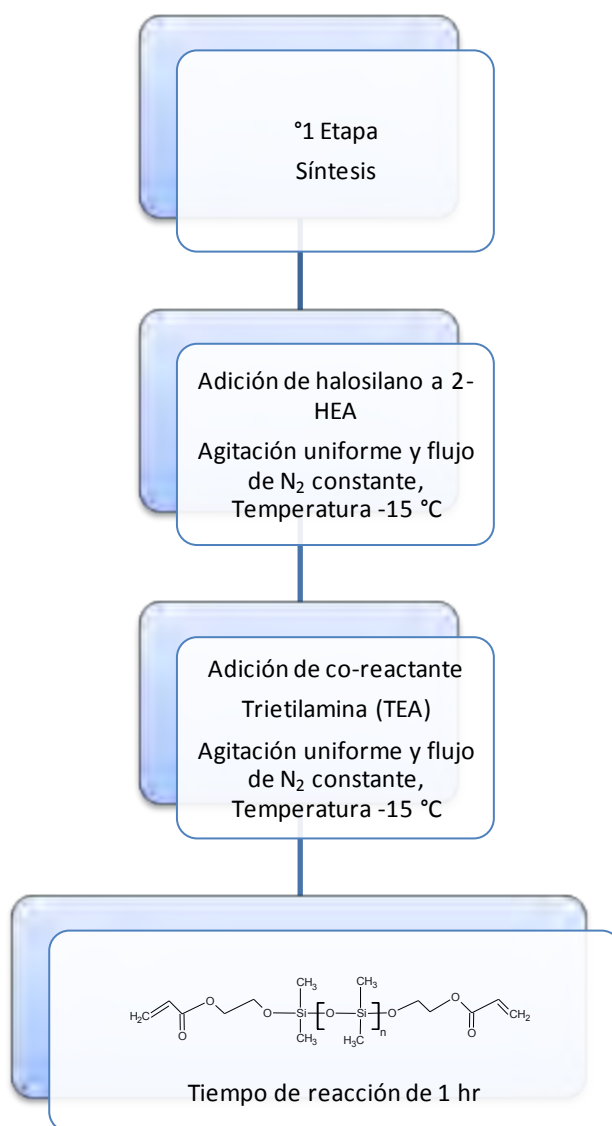 °1 Etapa
Síntesis
Adición de halosilano a 2-
HEA
Agitación uniforme y flujo
de N₂ constante,
Temperatura -15 °C
Adición de co-reactante
Trietilamina (TEA)
Agitación uniforme y flujo
de N₂ constante,
Temperatura -15 °C
CH₃ CH₃
O O
H₂C O Si O Si O CH₂
n
O CH₃ H₃C O
Tiempo de reacción de 1 hr